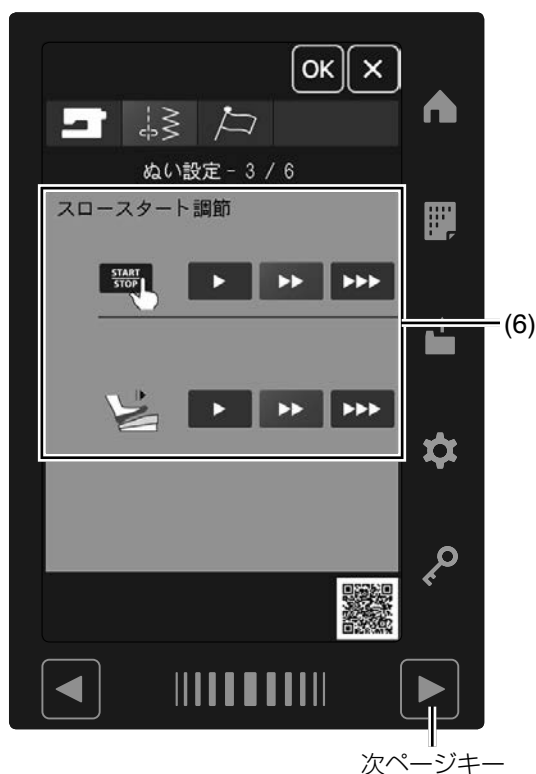 OK ×
ぬい設定 - 3 / 6
スロースタート調節
START
STOP
(6)
次ページキー